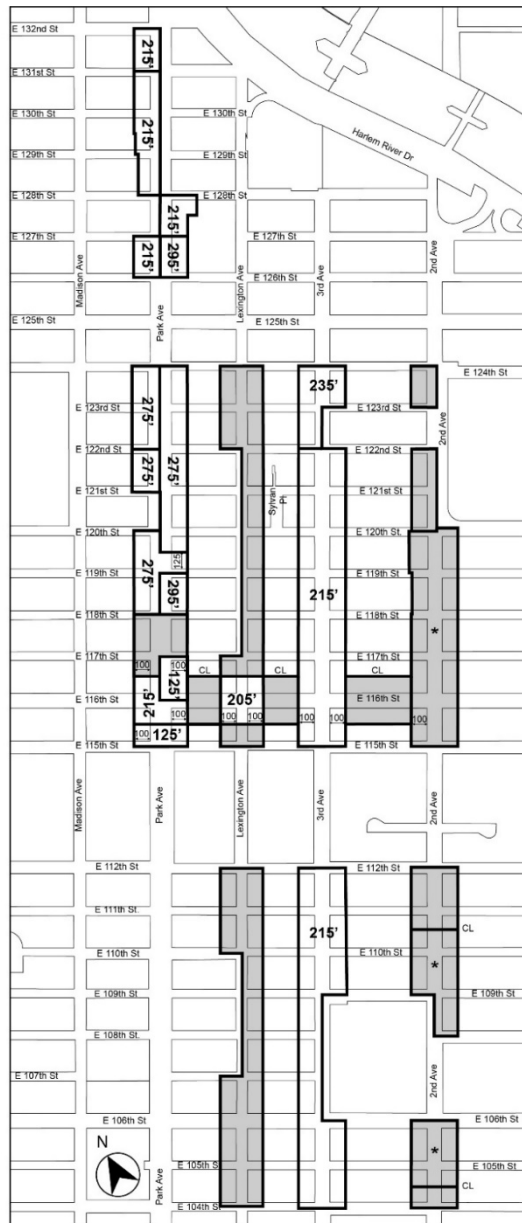 E 132nd St
215'
E 131st St
E 130th St
E 130th St
215'
Harlem River Dr
E 129th St
E 129th St
E 128th St
E 128th St
215'
E 127th St
E 127th St
215'
295'
Madison Ave
Park Ave
Lexington Ave
3rd Ave
2nd Ave
E 126th St
E 125th St
E 125th St
E 124th St
235'
275'
E 123rd St
E 123rd St
2nd Ave
E 122nd St
E 122nd St
275'
275'
E 121st St
E 121st St
Sylvan
Pl
E 120th St
E 120th St.
125
E 119th St
E 119th St
275'
295'
215'
E 118th St
E 118th St
*
E 117th St
E 117th St
100
100
CL
CL
CL
125'
215'
205'
E 116th St
E 116th St
100
100
100
100
100
100
100
125'
E 115th St
E 115th St
Madison Ave
Park Ave
Lexington Ave
3rd Ave
2nd Ave
E 112th St
E 112th St
E 111th St.
215'
CL
E 110th St
E 110th St
*
E 109th St
E 109th St
E 108th St.
E 107th St
2nd Ave
E 106th St
E 106th St
N
*
E 105th St
E 105th St
CL
Park Ave
E 104th St